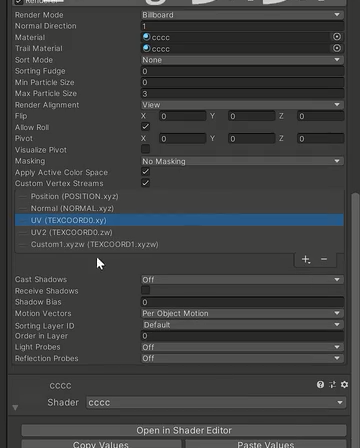 Render Mode Billboard
Normal Direction 1
Material cccc
Trail Material cccc
Sort Mode None
Sorting Fudge 0
Min Particle Size 0
Max Particle Size 3
Render Alignment View
Flip X 0 Y 0 Z 0
Allow Roll
Pivot X 0 Y 0 Z 0
Visualize Pivot
Masking No Masking
Apply Active Color Space
Custom Vertex Streams
Position (POSITION.xyz)
Normal (NORMAL.xyz)
UV (TEXCOORD0.xy)
UV2 (TEXCOORD0.zw)
Custom1.xyzw (TEXCOORD1.xyzw)
Cast Shadows Off
Receive Shadows
Shadow Bias 0
Motion Vectors Per Object Motion
Sorting Layer ID Default
Order in Layer 0
Light Probes Off
Reflection Probes Off
cccc
Shader cccc
Open in Shader Editor
Copy Values Paste Values